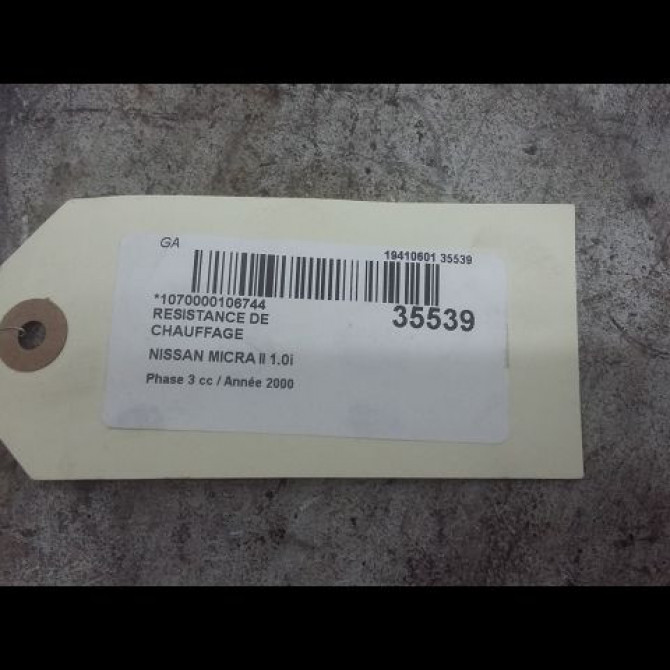 GA
19410601 35539
*1070000106744
35539
RESISTANCE DE
CHAUFFAGE
NISSAN MICRA II 1.0i
Phase 3 cc / Année 2000